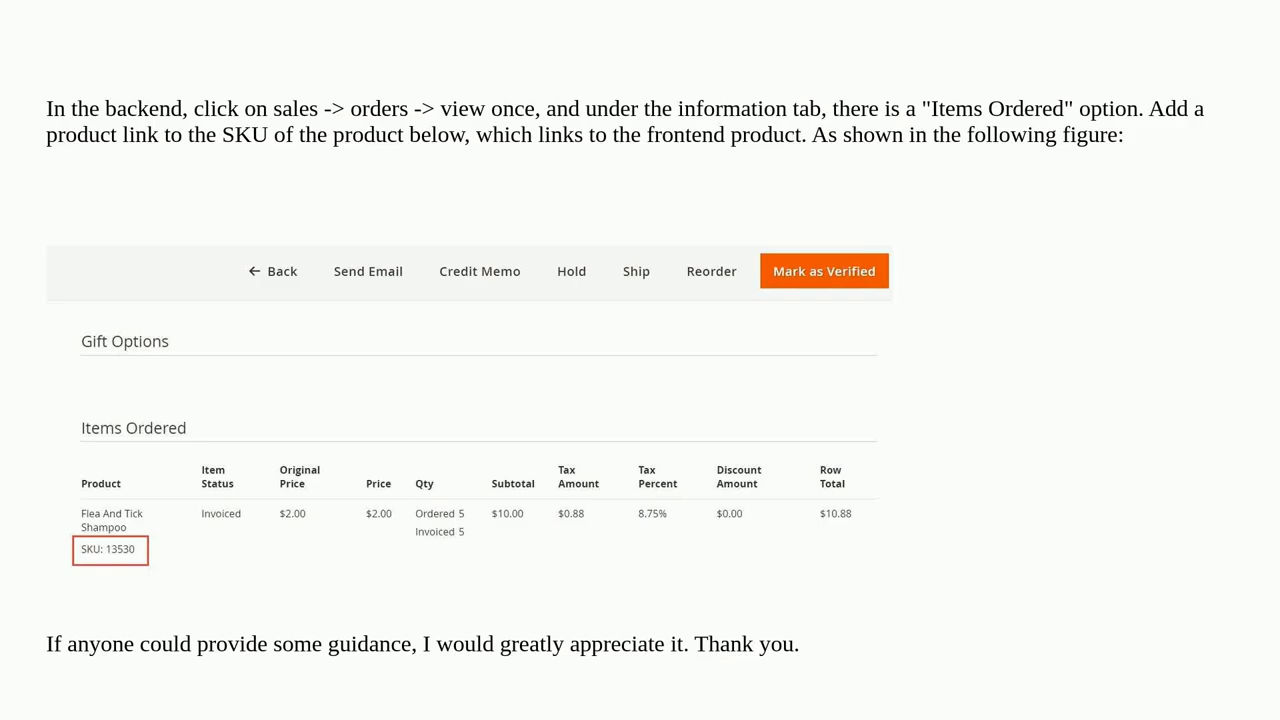 In the backend, click on sales -> orders -> view once, and under the information tab, there is a "Items Ordered" option. Add a
product link to the SKU of the product below, which links to the frontend product. As shown in the following figure:
← Back Send Email Credit Memo Hold Ship Reorder Mark as Verified
Gift Options
Items Ordered
Product Item Status Original Price Price Qty Subtotal Tax Amount Tax Percent Discount Amount Row Total
Flea And Tick Shampoo Invoiced $2.00 $2.00 Ordered 5 $10.00 $0.88 8.75% $0.00 $10.88
Invoiced 5
SKU: 13530
If anyone could provide some guidance, I would greatly appreciate it. Thank you.